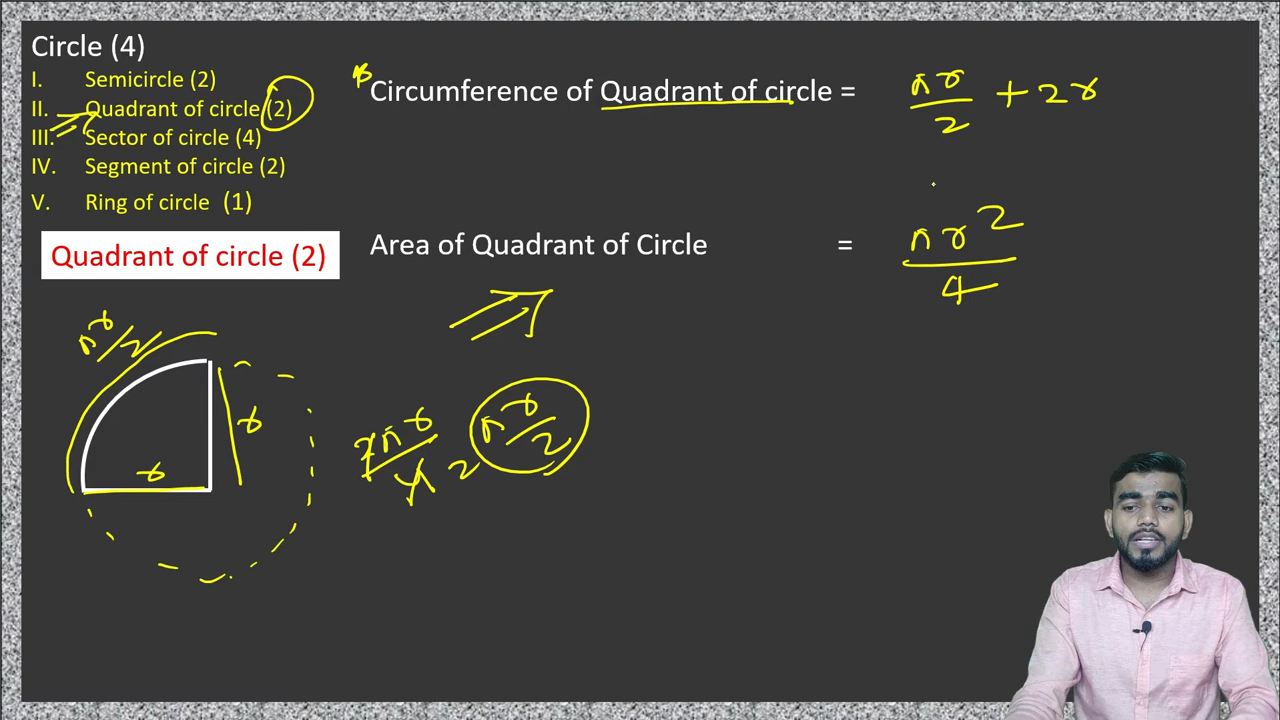 Circle (4)
I. Semicircle (2)
II. Quadrant of circle (2)
III. Sector of circle (4)
IV. Segment of circle (2)
V. Ring of circle (1)
Quadrant of circle (2)
Circumference of Quadrant of circle = πr/2 + 2r
Area of Quadrant of Circle = πr²/4
πr/2
r
r
2πr/4 2
πr/2